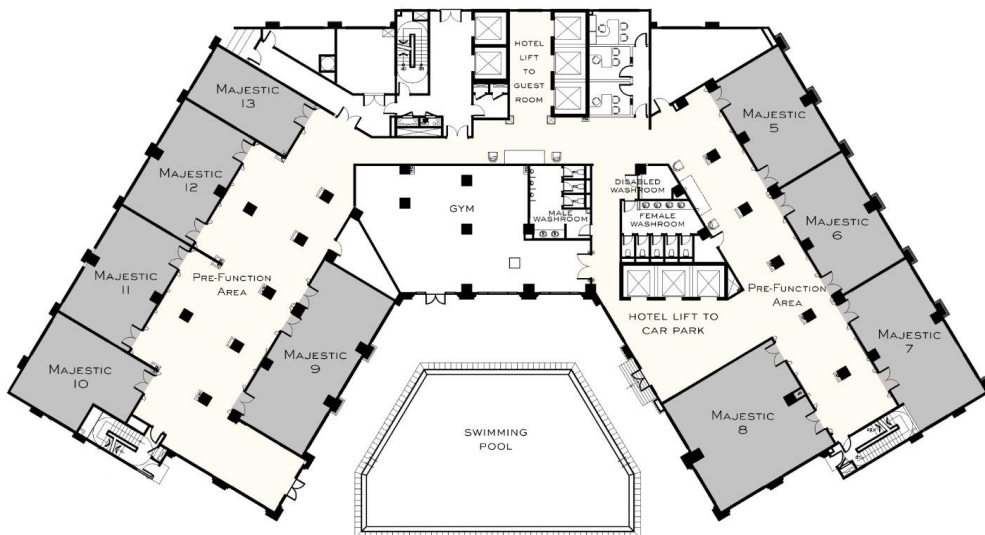 HOTEL
LIFT
TO
GUEST
ROOM
MAJESTIC
13
MAJESTIC
5
MAJESTIC
12
DISABLED
WASHROOM
GYM
MALE
WASHROOM
FEMALE
WASHROOM
MAJESTIC
6
MAJESTIC
11
PRE-FUNCTION
AREA
PRE-FUNCTION
AREA
HOTEL LIFT TO
CAR PARK
MAJESTIC
7
MAJESTIC
10
MAJESTIC
9
MAJESTIC
8
SWIMMING
POOL